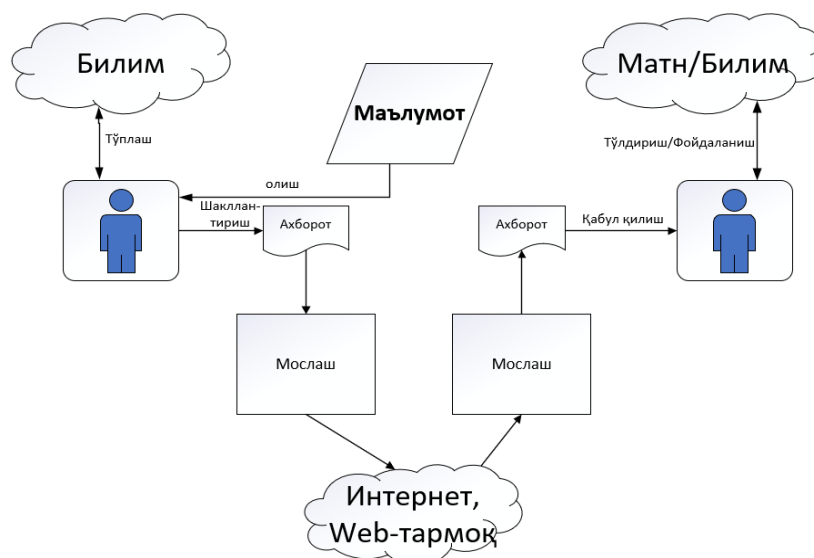 Билим
Матн/Билим
Маълумот
Тўплаш
Тўлдириш/Фойдаланиш
олиш
Шакллан-
тириш
Ахборот
Ахборот
Қабул қилиш
Мослаш
Мослаш
Интернет,
Web-тармоқ